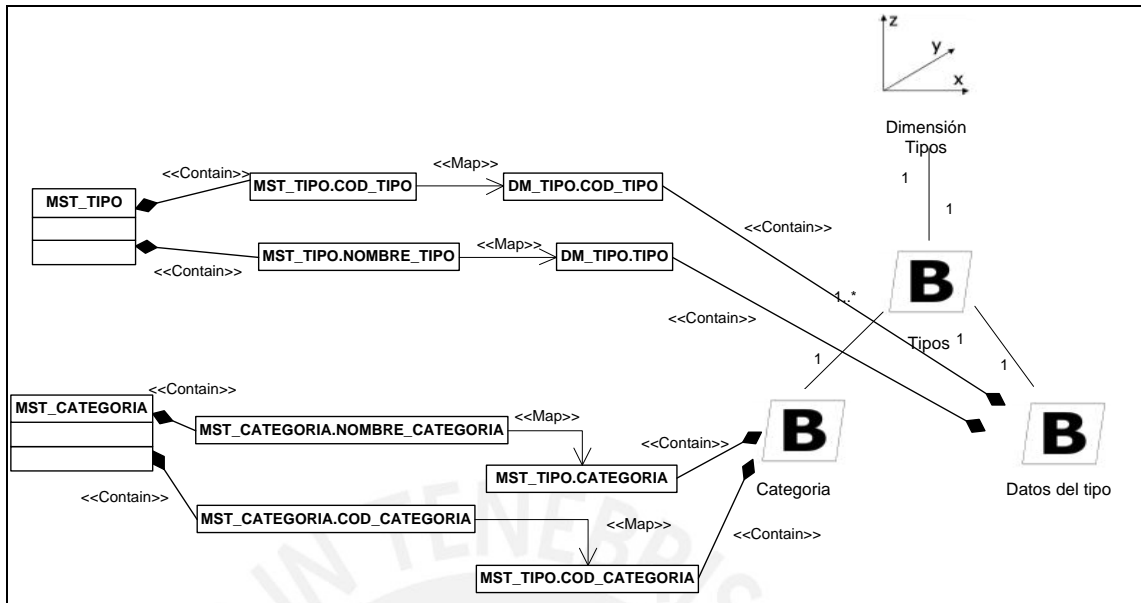 z
y
x
Dimensión
Tipos
1
1
<<Contain>>
<<Map>>
MST_TIPO
MST_TIPO.COD_TIPO
DM_TIPO.COD_TIPO
<<Contain>>
MST_TIPO.NOMBRE_TIPO
<<Map>>
DM_TIPO.TIPO
<<Contain>>
B
1..*
<<Contain>>
Tipos
1
1
1
<<Contain>>
MST_CATEGORIA
MST_CATEGORIA.NOMBRE_CATEGORIA
<<Map>>
<<Contain>>
B
B
MST_TIPO.CATEGORIA
Categoria
Datos del tipo
<<Contain>>
MST_CATEGORIA.COD_CATEGORIA
<<Map>>
<<Contain>>
MST_TIPO.COD_CATEGORIA
IN TENEBRIS